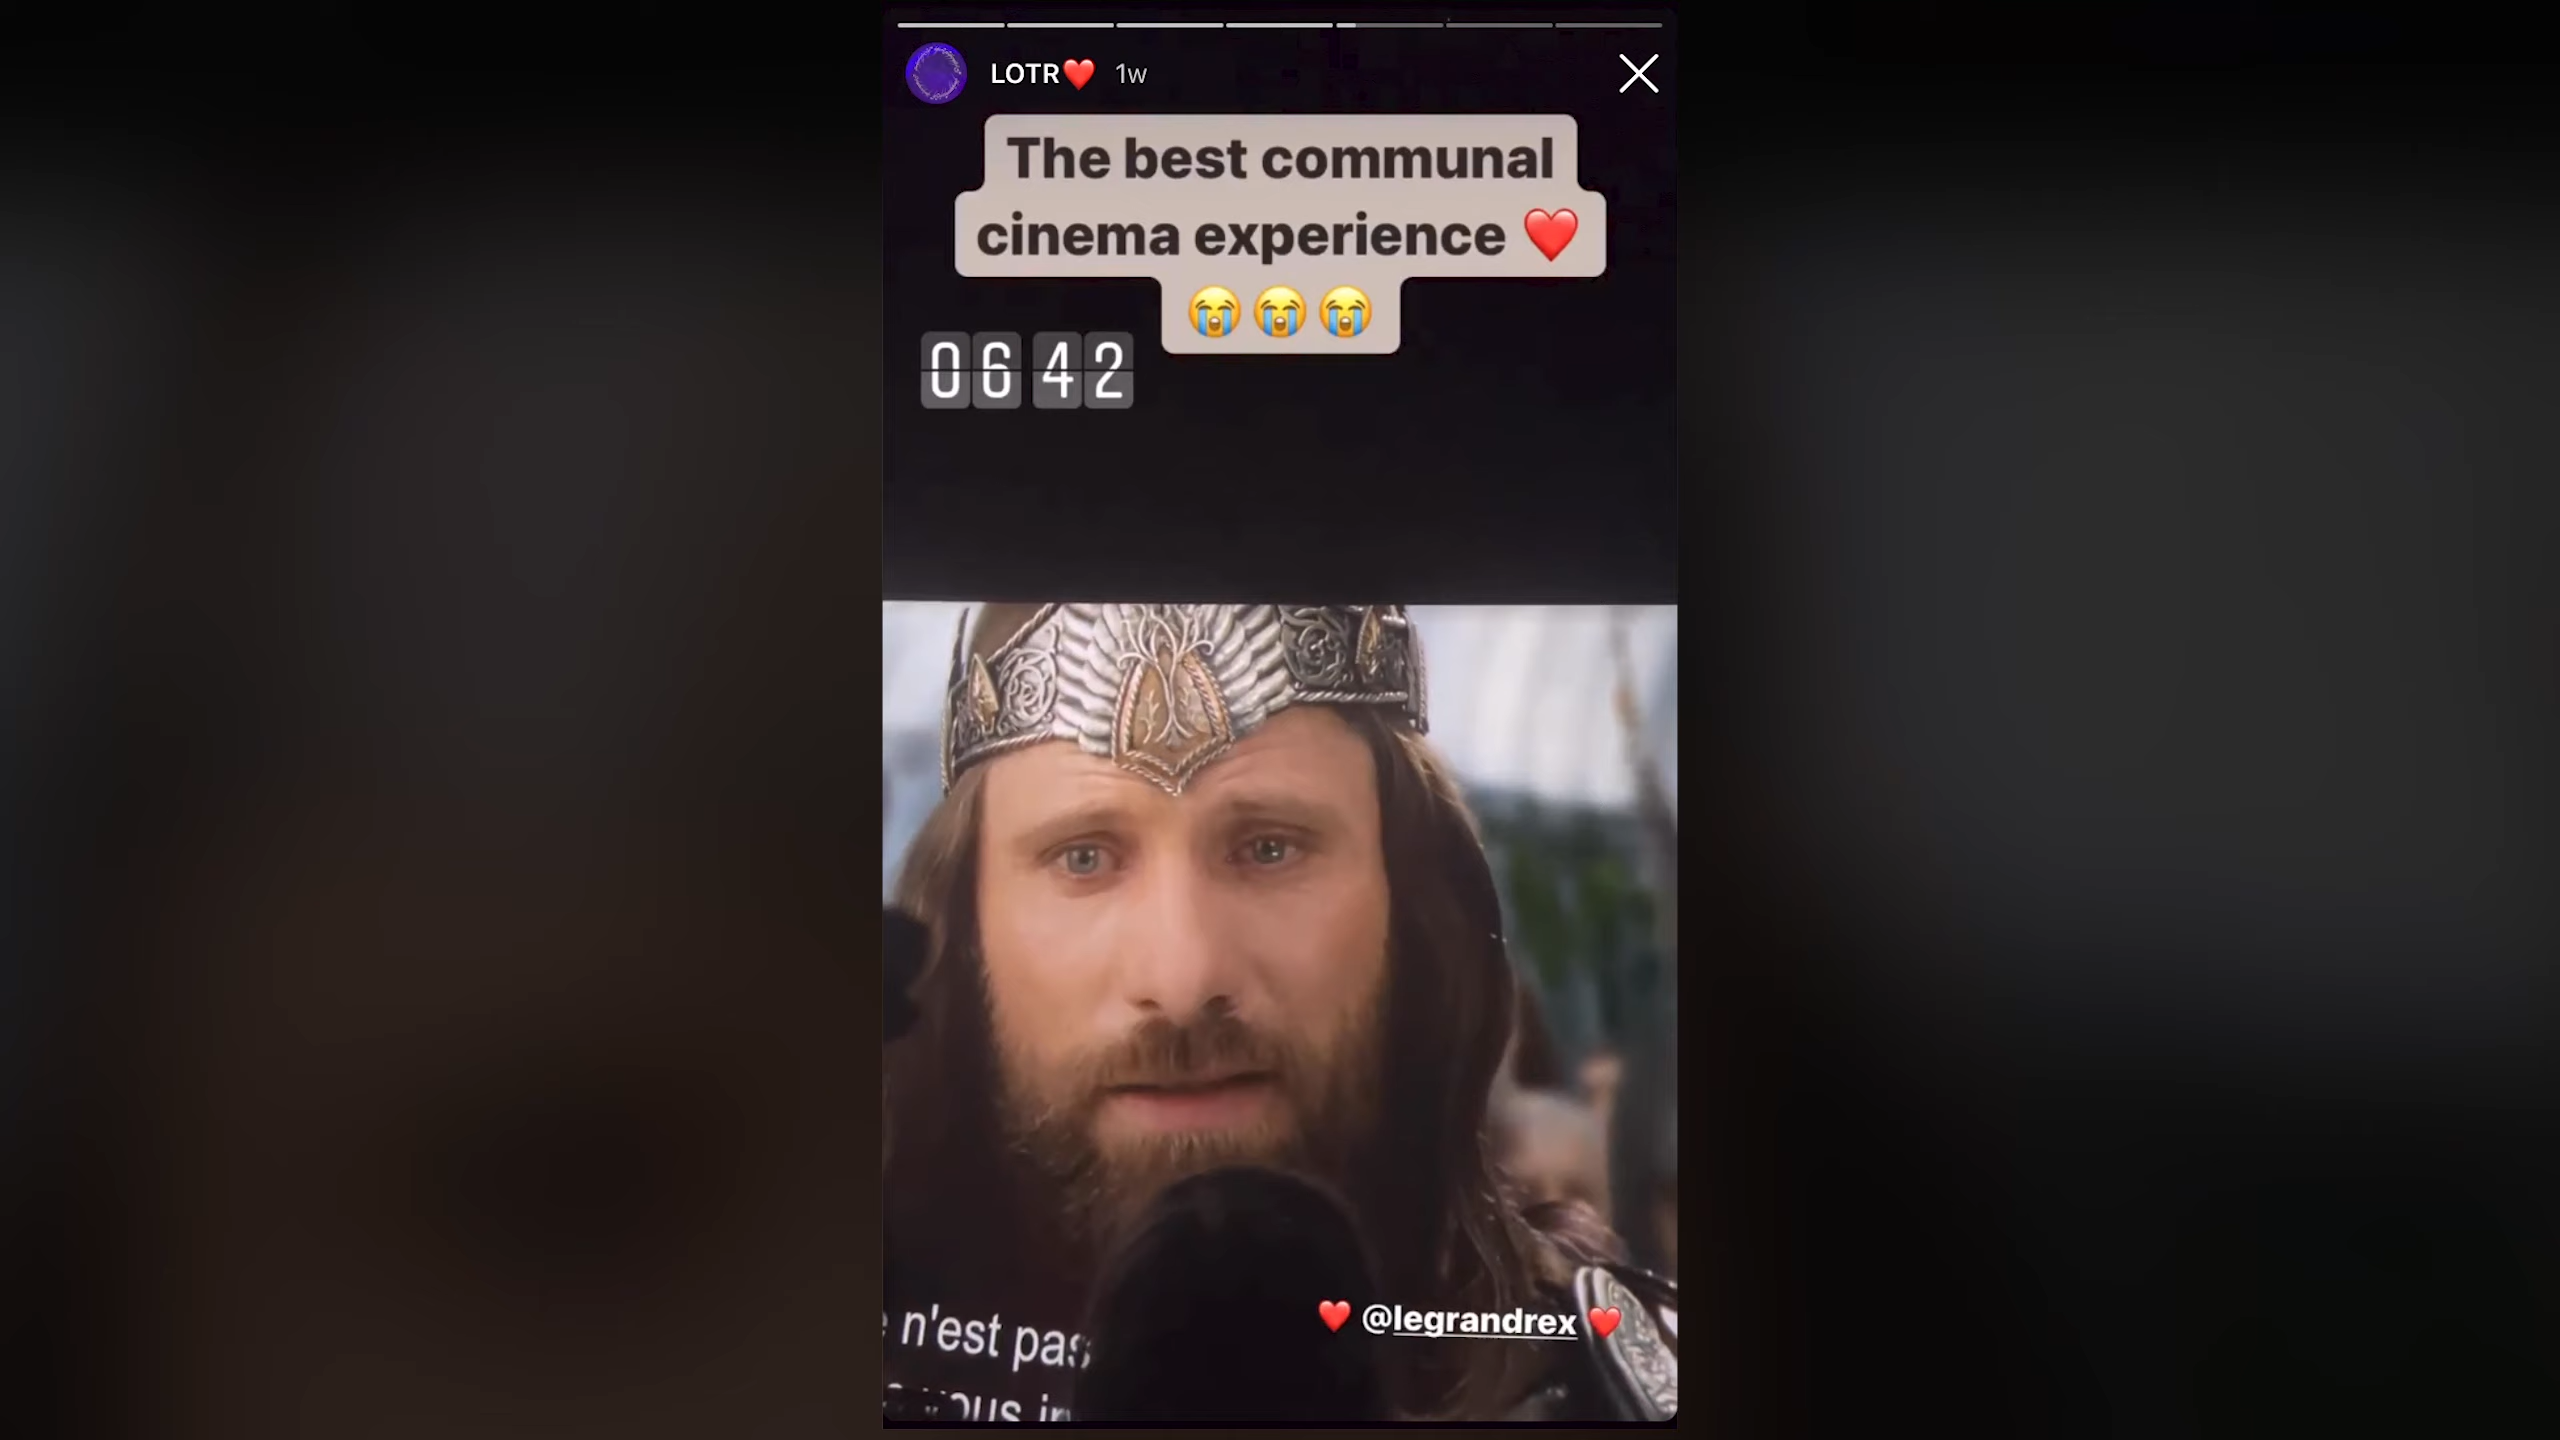 LOTR❤️ 1w
The best communal
cinema experience ❤️
😭😭😭
06 42
n'est pas
❤️ @legrandrex ❤️